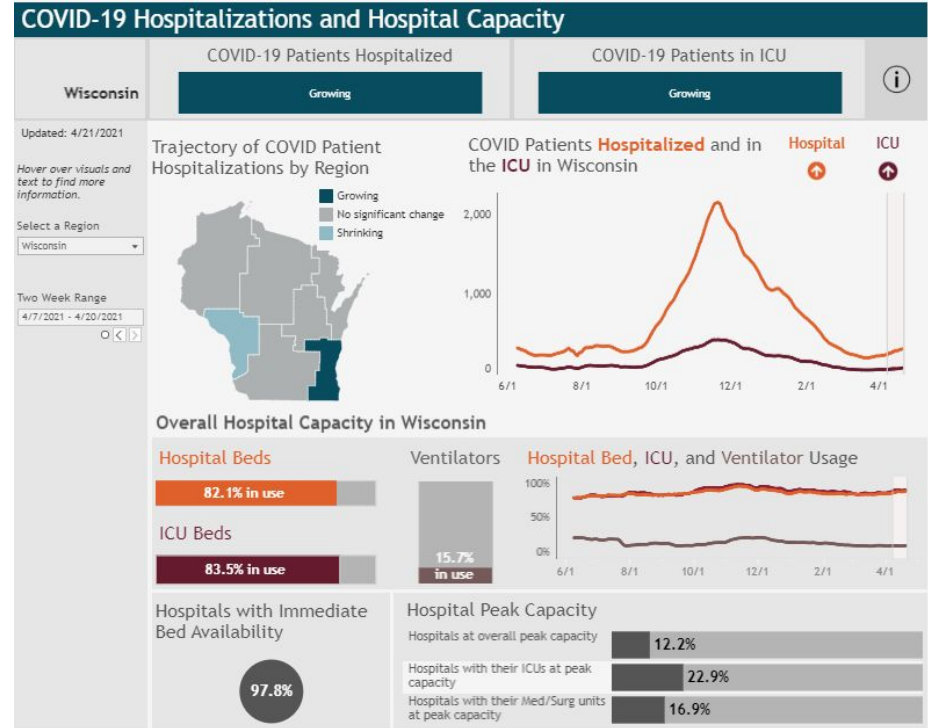 COVID-19 Hospitalizations and Hospital Capacity
Wisconsin
COVID-19 Patients Hospitalized
Growing
COVID-19 Patients in ICU
Growing
i
Updated: 4/21/2021
Hover over visuals and
text to find more
information.
Select a Region
Wisconsin
Two Week Range
4/7/2021 - 4/20/2021
Trajectory of COVID Patient
Hospitalizations by Region
Growing
No significant change
Shrinking
COVID Patients Hospitalized and in
the ICU in Wisconsin
Hospital
ICU
2,000
1,000
0
6/1 8/1 10/1 12/1 2/1 4/1
Overall Hospital Capacity in Wisconsin
Hospital Beds
82.1% in use
ICU Beds
83.5% in use
Ventilators
15.7%
in use
Hospital Bed, ICU, and Ventilator Usage
100%
50%
0%
6/1 8/1 10/1 12/1 2/1 4/1
Hospitals with Immediate
Bed Availability
97.8%
Hospital Peak Capacity
Hospitals at overall peak capacity
12.2%
Hospitals with their ICUs at peak
capacity
22.9%
Hospitals with their Med/Surg units
at peak capacity
16.9%